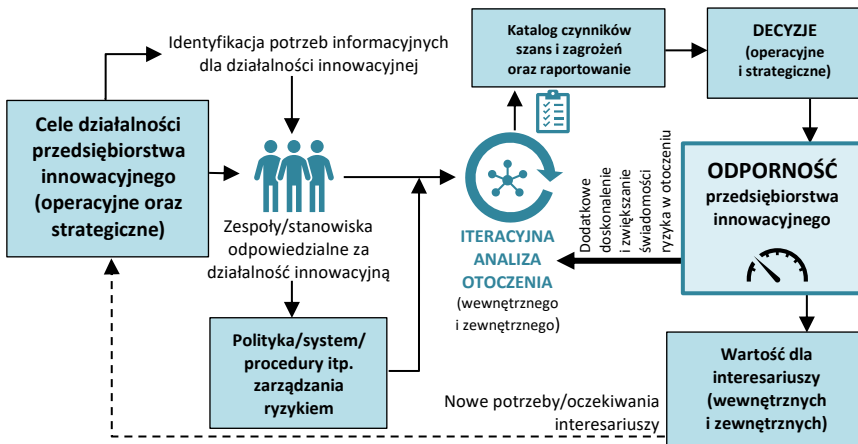 Identyfikacja potrzeb informacyjnych
dla działalności innowacyjnej
Cele działalności
przedsiębiorstwa
innowacyjnego
(operacyjne oraz
strategiczne)
Zespoły/stanowiska
odpowiedzialne za
działalność innowacyjną
Polityka/system/
procedury itp.
zarządzania
ryzykiem
Katalog czynników
szans i zagrożeń
oraz raportowanie
ITERACYJNA
ANALIZA
OTOCZENIA
(wewnętrznego
i zewnętrznego)
DECYZJE
(operacyjne
i strategiczne)
Dodatkowe
doskonalenie
i zwiększanie
świadomości
ryzyka w otoczeniu
ODPORNOŚĆ
przedsiębiorstwa
innowacyjnego
Wartość dla
interesariuszy
(wewnętrznych
i zewnętrznych)
Nowe potrzeby/oczekiwania
interesariuszy